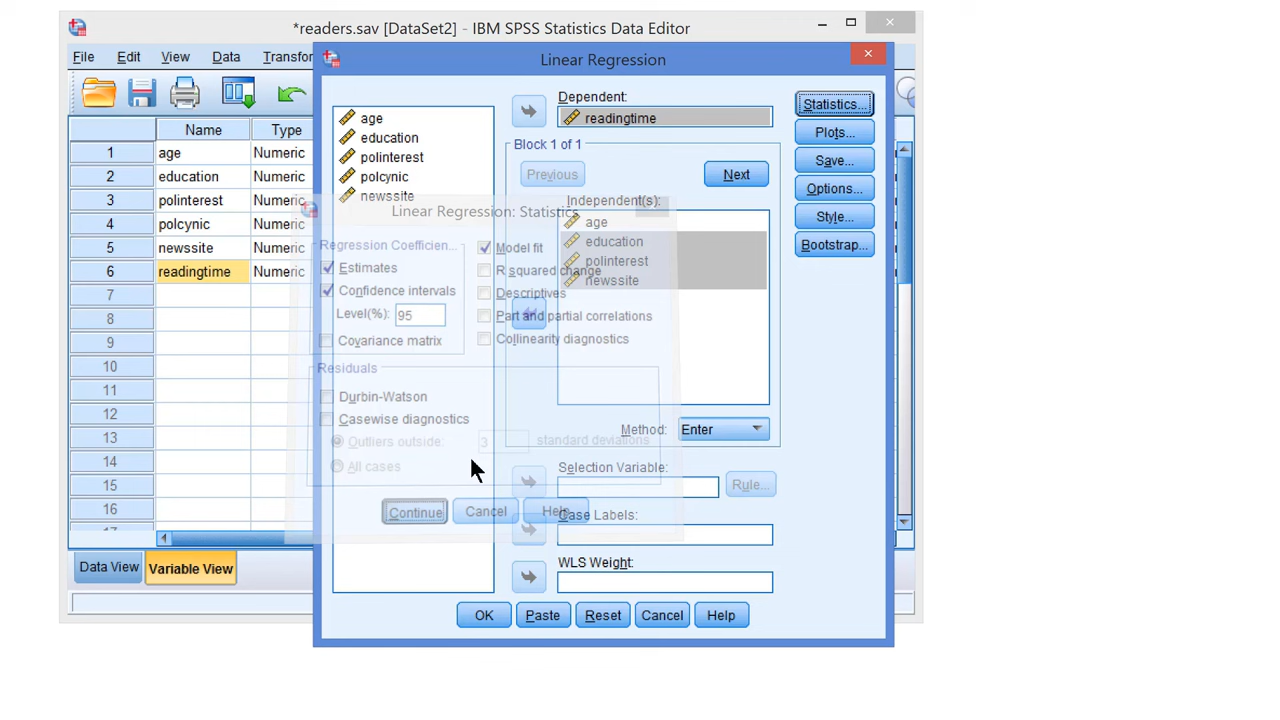 *readers.sav [DataSet2] - IBM SPSS Statistics Data Editor
File Edit View Data Transfor
Name Type
1 age Numeric
2 education Numeric
3 polinterest Numeric
4 polcynic Numeric
5 newssite Numeric
6 readingtime Numeric
7
8
9
10
11
12
13
14
15
16
17
Data View Variable View
Linear Regression
age
education
polinterest
polcynic
newssite
Dependent:
readingtime
Block 1 of 1
Previous Next
Independent(s):
age
education
polinterest
newssite
Method: Enter
Selection Variable:
Rule...
Case Labels:
WLS Weight:
OK Paste Reset Cancel Help
Statistics...
Plots...
Save...
Options...
Style...
Bootstrap...
Linear Regression: Statistics
Regression Coefficien...
Estimates
Confidence intervals
Level(%): 95
Covariance matrix
Model fit
R squared change
Descriptives
Part and partial correlations
Collinearity diagnostics
Residuals
Durbin-Watson
Casewise diagnostics
Outliers outside: 3 standard deviations
All cases
Continue Cancel Help